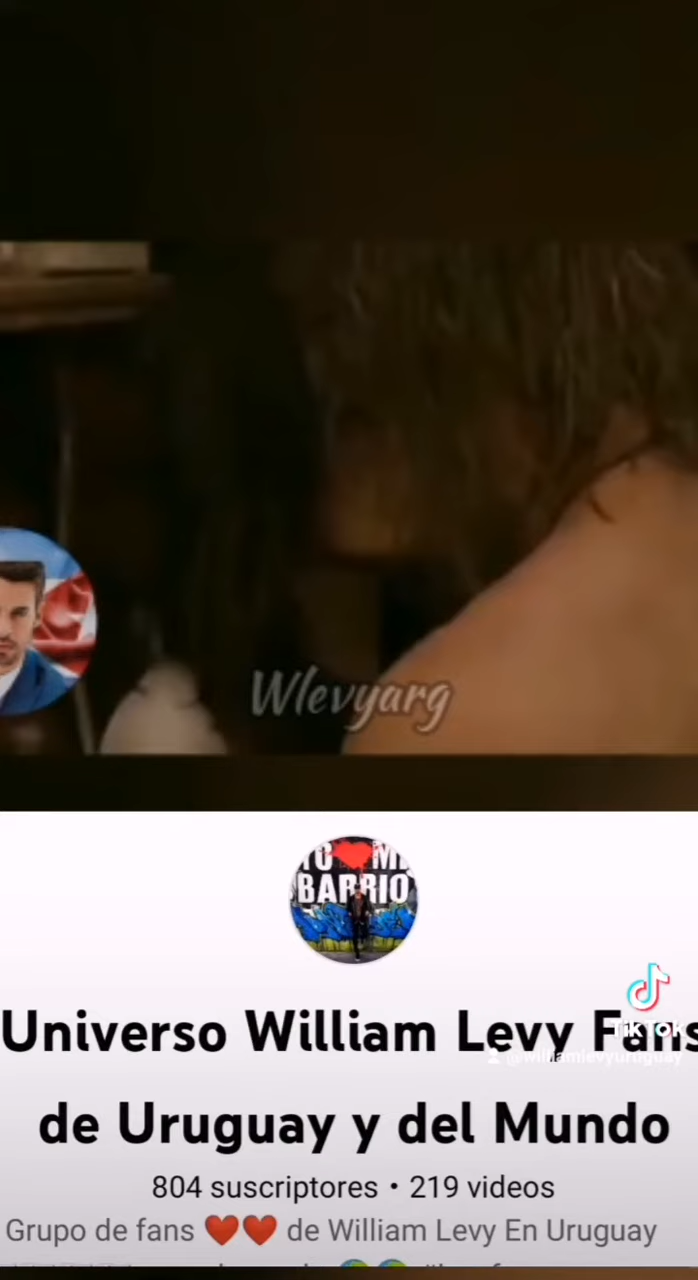 Wlevyarg
YO ❤️ MI
BARRIO
TikTok
Universo William Levy Fans
@williamlevyuruguay
de Uruguay y del Mundo
804 suscriptores • 219 videos
Grupo de fans ❤️❤️ de William Levy En Uruguay